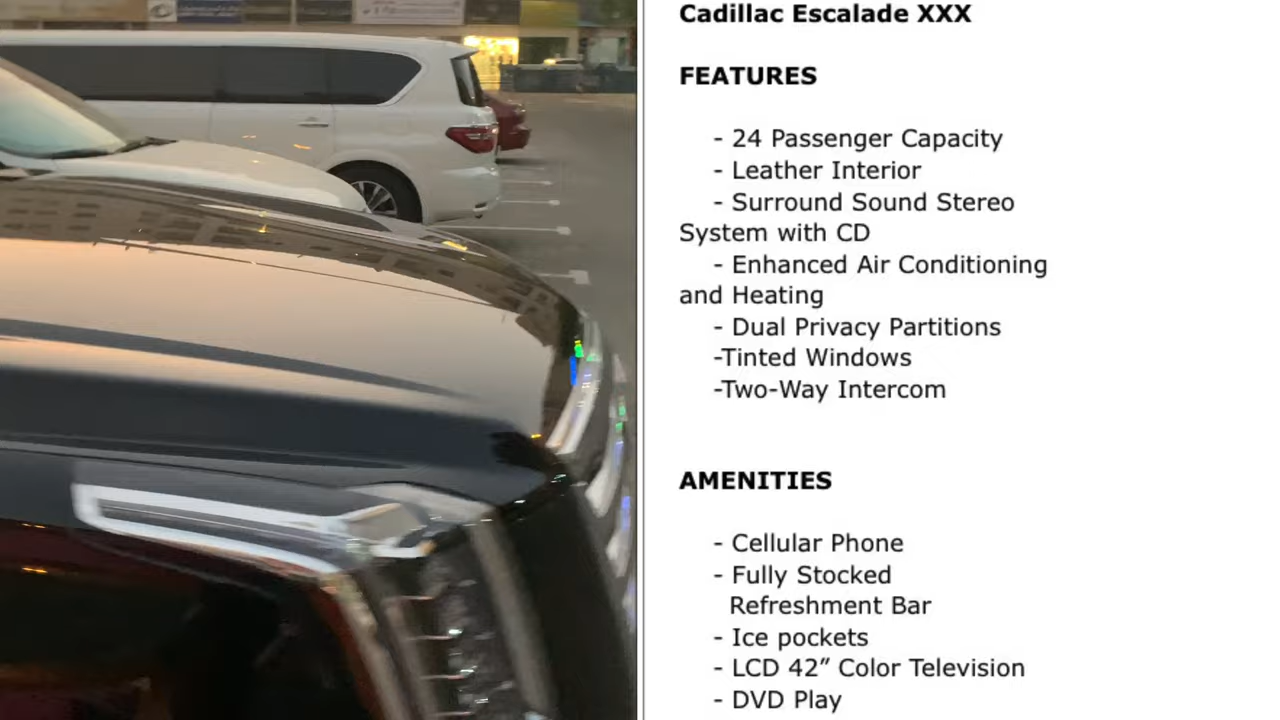 Cadillac Escalade XXX
FEATURES
- 24 Passenger Capacity
- Leather Interior
- Surround Sound Stereo
System with CD
- Enhanced Air Conditioning
and Heating
- Dual Privacy Partitions
-Tinted Windows
-Two-Way Intercom
AMENITIES
- Cellular Phone
- Fully Stocked
Refreshment Bar
- Ice pockets
- LCD 42” Color Television
- DVD Play